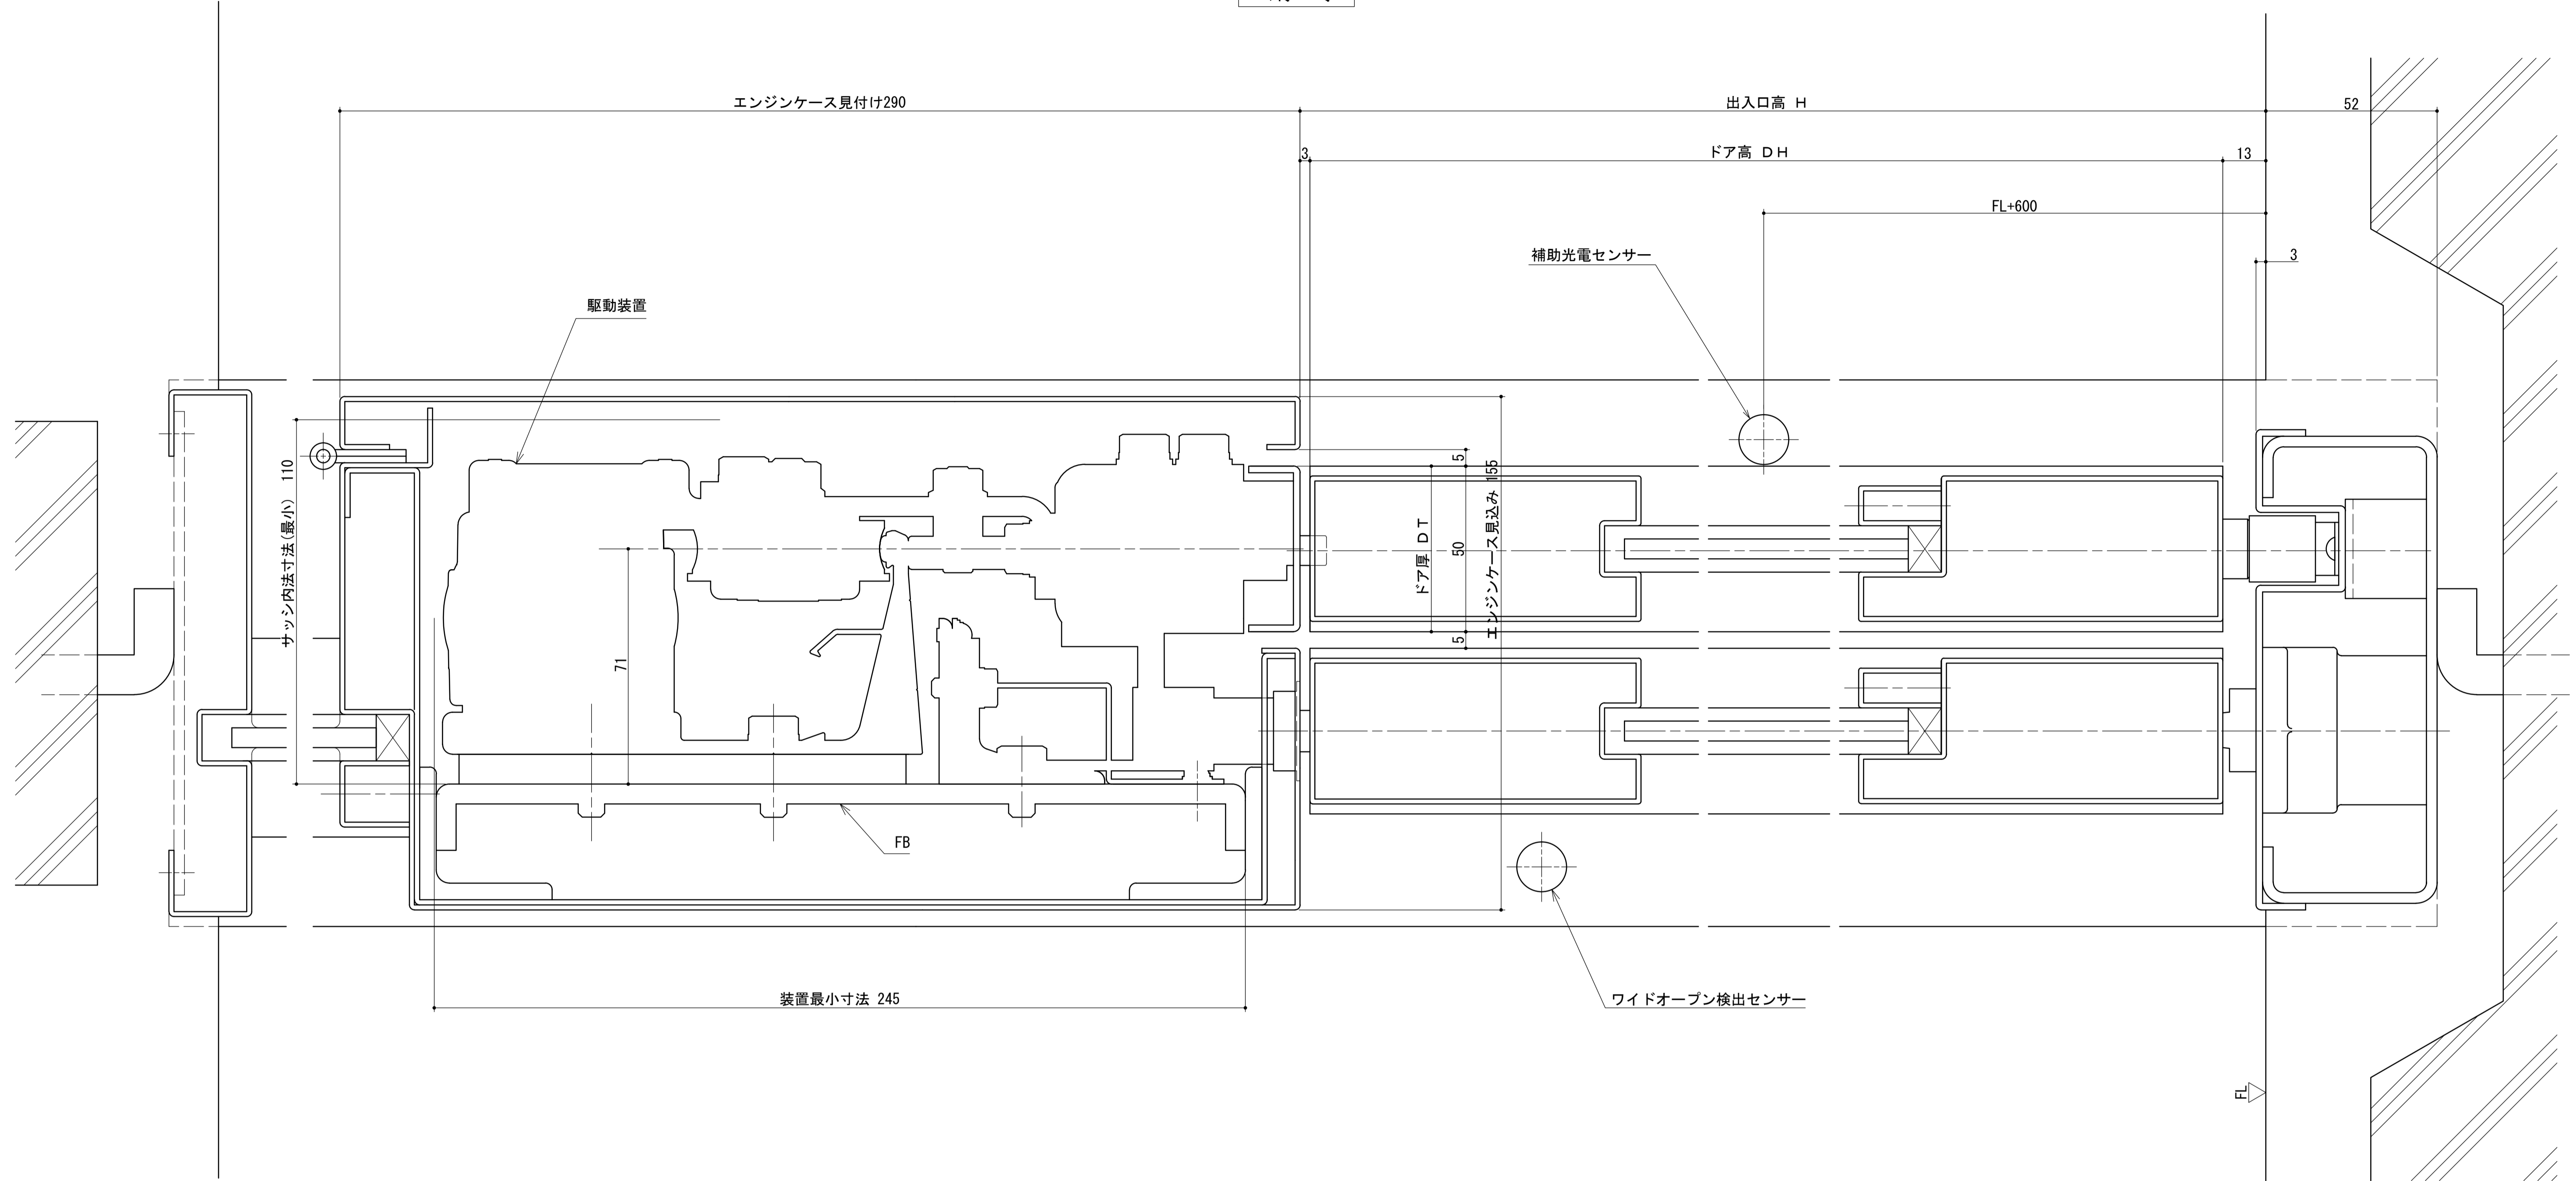 エンジンケース見付け290
出入口高 H
52
3
ドア高 DH
13
FL+600
補助光電センサー
3
駆動装置
サッシ内法寸法(最小) 110
5
ドア厚 DT
50
エンジンケース見込み 155
5
71
FB
装置最小寸法 245
ワイドオープン検出センサー
FL